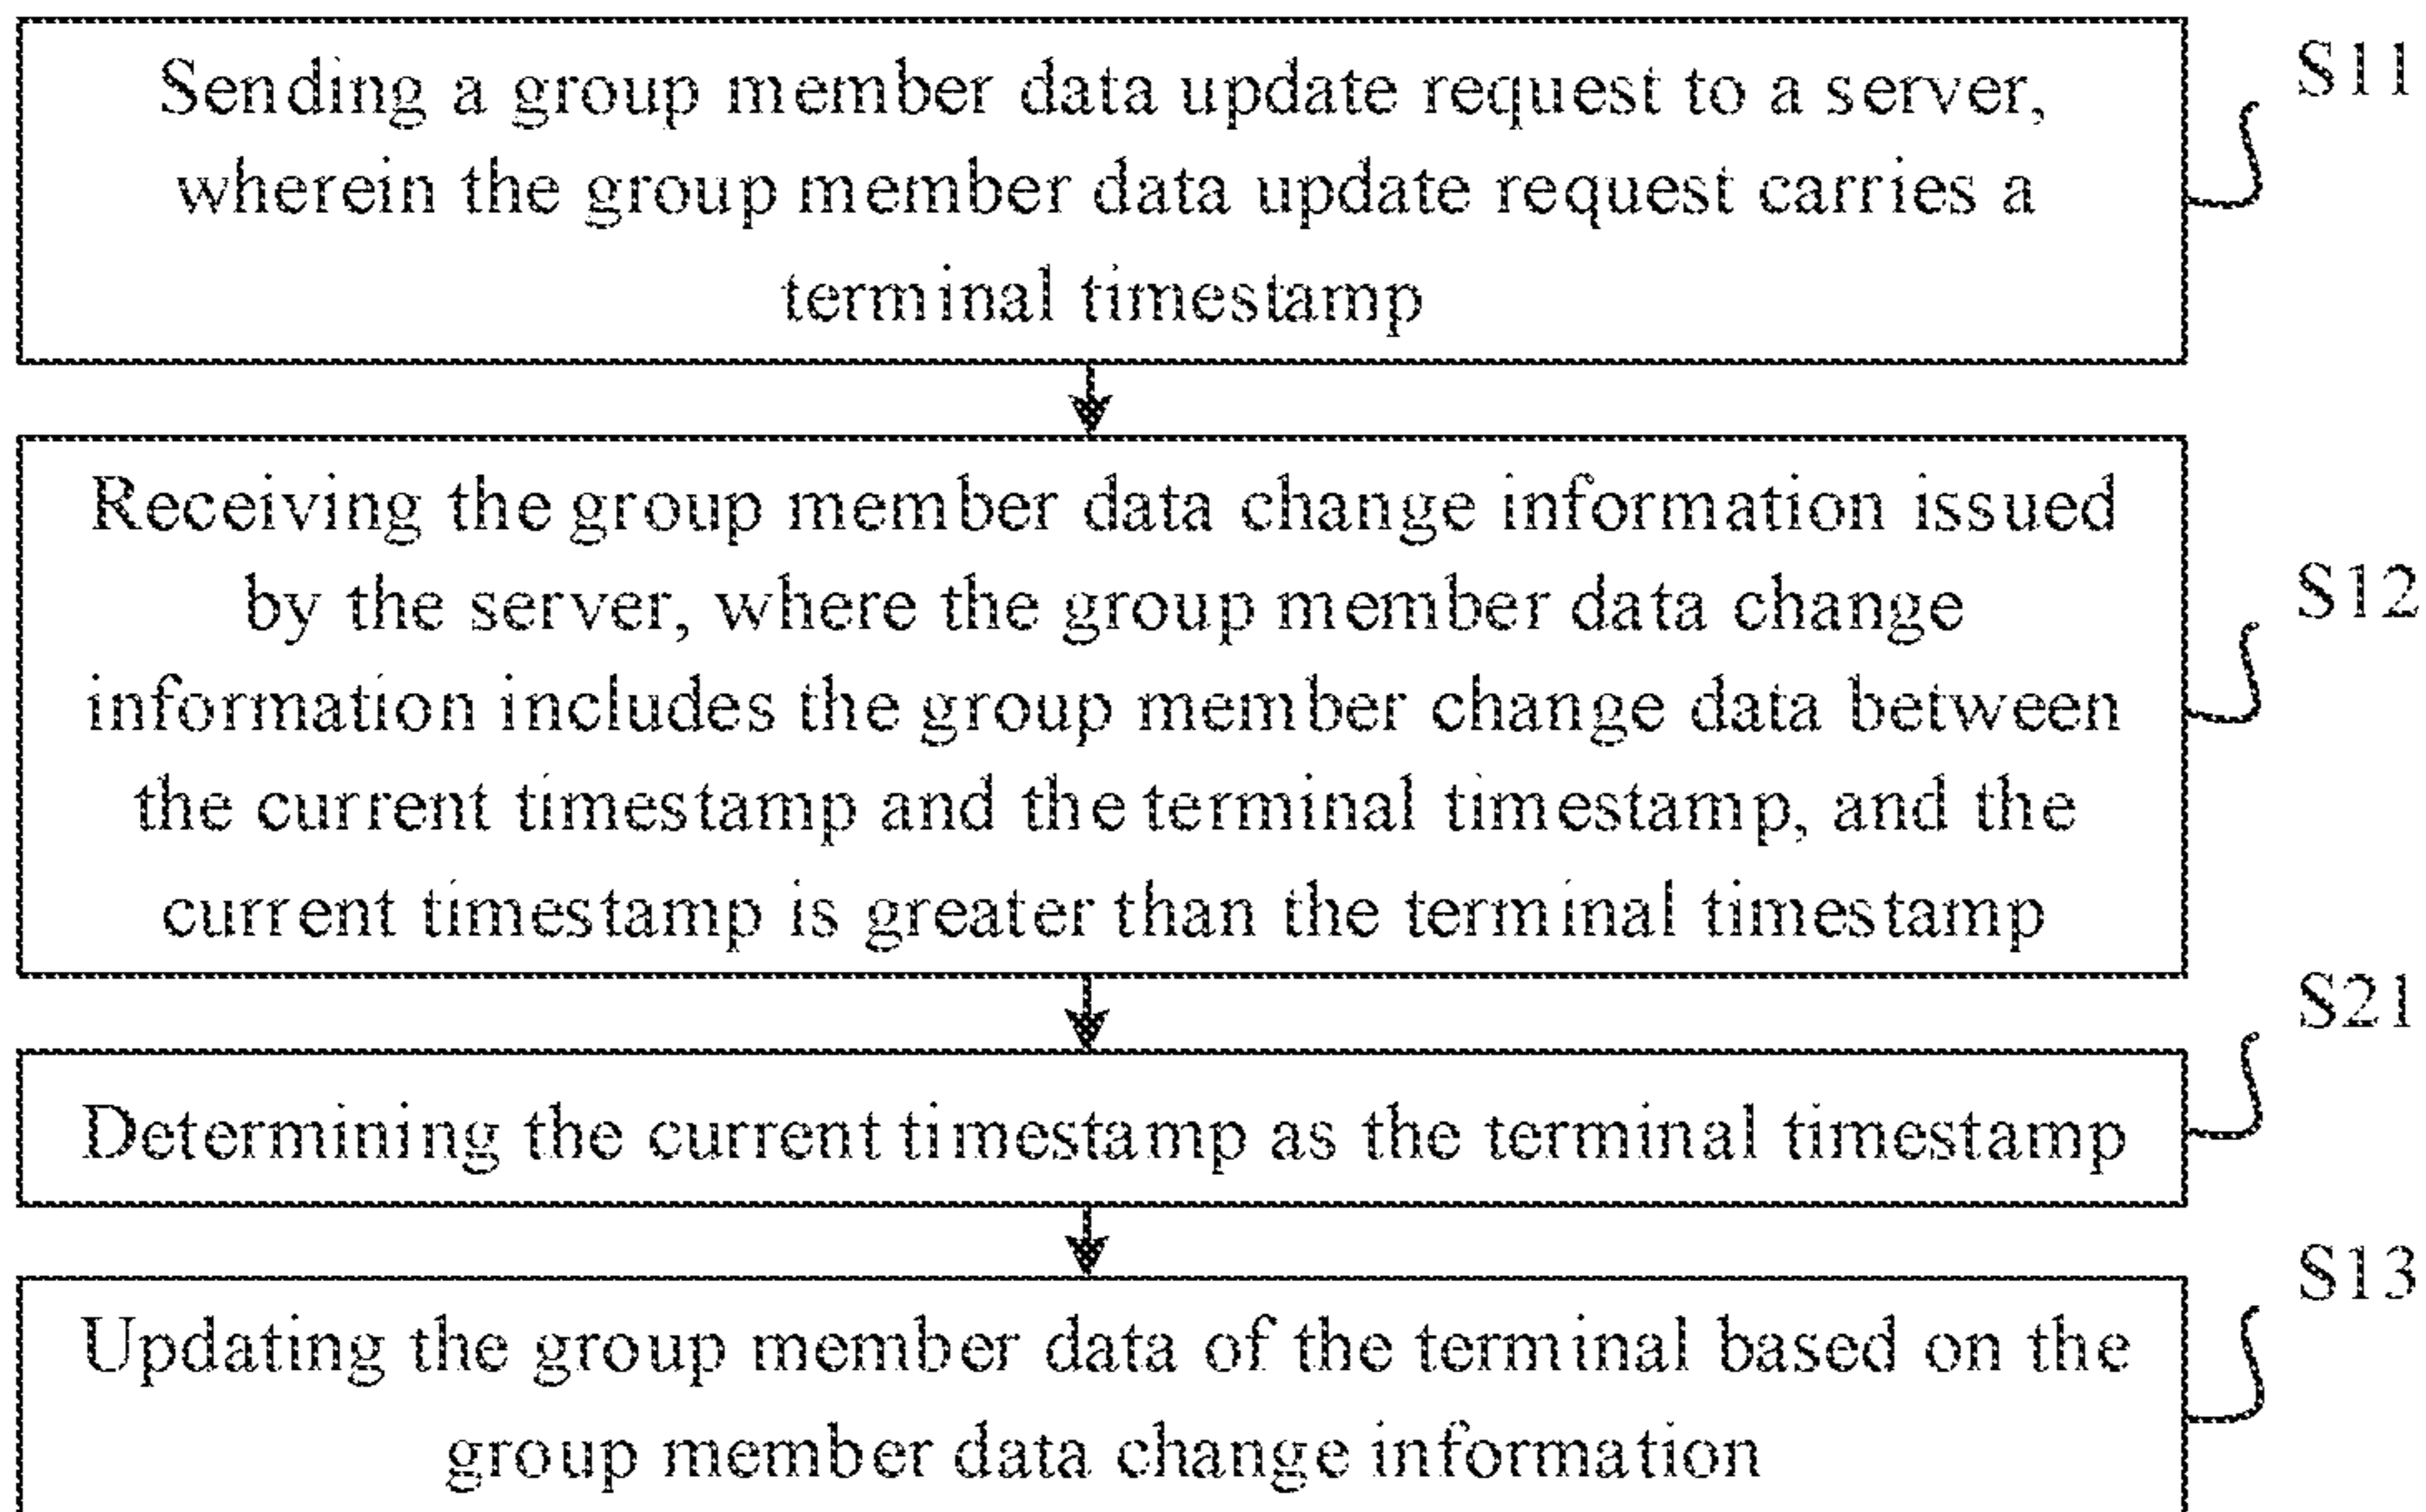 Sending a group member data update request to a server,
wherein the group member data update request carries a
terminal timestamp
S11
Receiving the group member data change information issued
by the server, where the group member data change
information includes the group member change data between
the current timestamp and the terminal timestamp, and the
current timestamp is greater than the terminal timestamp
S12
Determining the current timestamp as the terminal timestamp
S21
Updating the group member data of the terminal based on the
group member data change information
S13